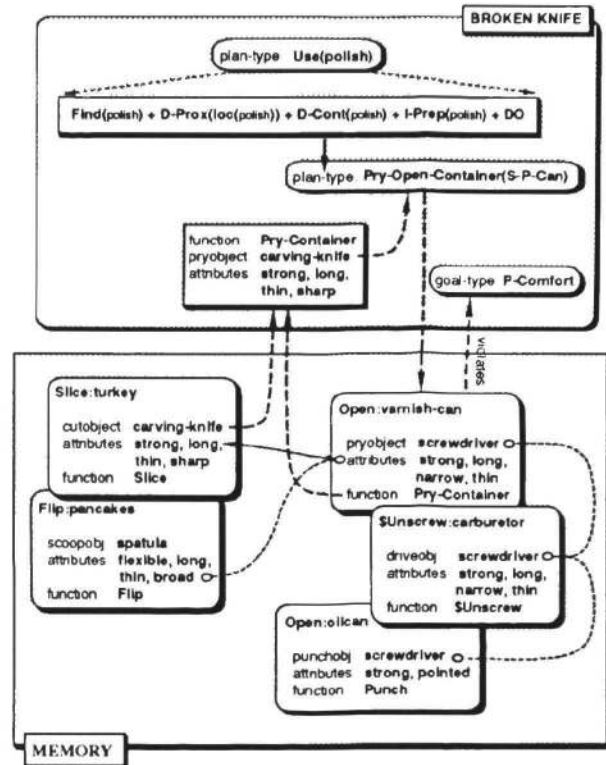 BROKEN KNIFE
plan-type Use(polish)
Find(polish) + D-Prox(loc(polish)) + D-Cont(polish) + I-Prep(polish) + DO
plan-type Pry-Open-Container(S-P-Can)
function Pry-Container
pryobject carving-knife
attributes strong, long,
thin, sharp
goal-type P-Comfort
violates
Slice:turkey
cutobject carving-knife
attributes strong, long,
thin, sharp
function Slice
Open:varnish-can
pryobject screwdriver
attributes strong, long,
narrow, thin
function Pry-Container
Flip:pancakes
scoopobj spatula
attributes flexible, long,
thin, broad
function Flip
$Unscrew:carburetor
driveobj screwdriver
attributes strong, long,
narrow, thin
function $Unscrew
Open:oilcan
punchobj screwdriver
attributes strong, pointed
function Punch
MEMORY